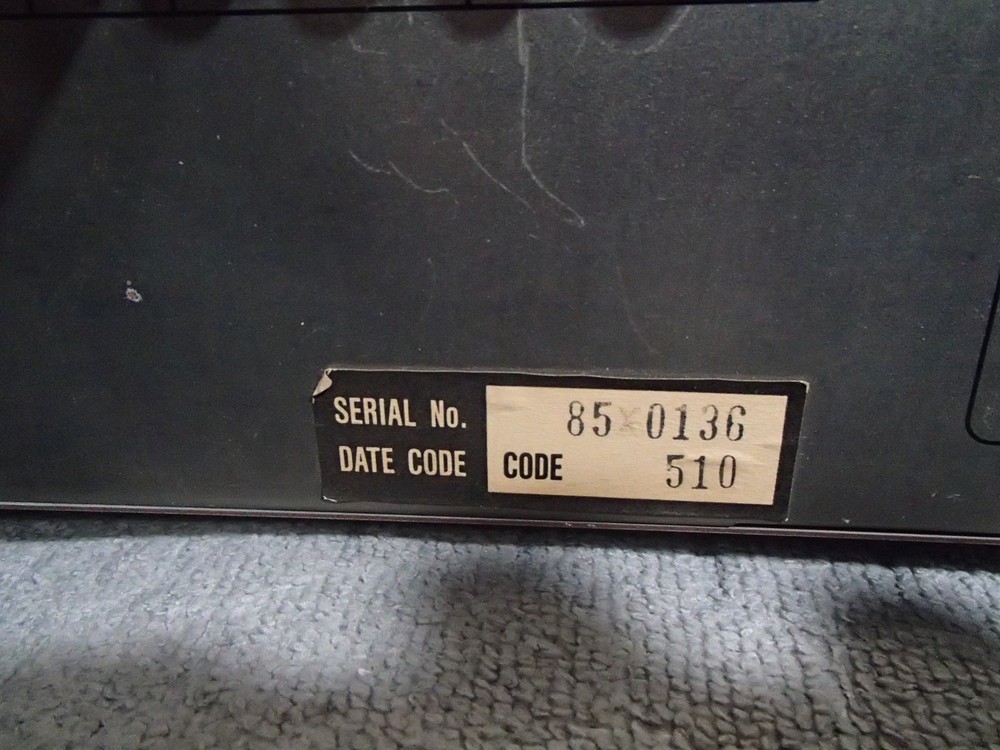 SERIAL No. 85 X 0136
DATE CODE CODE 510